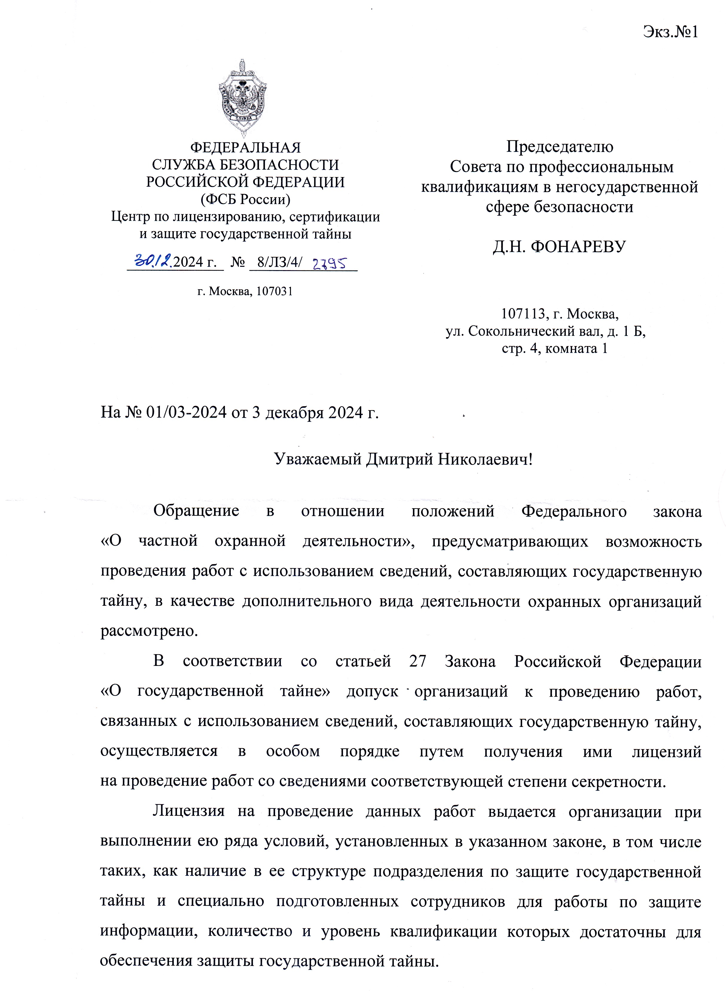 Экз.№1
ФЕДЕРАЛЬНАЯ
СЛУЖБА БЕЗОПАСНОСТИ
РОССИЙСКОЙ ФЕДЕРАЦИИ
(ФСБ России)
Центр по лицензированию, сертификации
и защите государственной тайны
30.12.2024 г. № 8/ЛЗ/4/ 2795
г. Москва, 107031
Председателю
Совета по профессиональным
квалификациям в негосударственной
сфере безопасности
Д.Н. ФОНАРЕВУ
107113, г. Москва,
ул. Сокольнический вал, д. 1 Б,
стр. 4, комната 1
На № 01/03-2024 от 3 декабря 2024 г.
Уважаемый Дмитрий Николаевич!
Обращение в отношении положений Федерального закона
«О частной охранной деятельности», предусматривающих возможность
проведения работ с использованием сведений, составляющих государственную
тайну, в качестве дополнительного вида деятельности охранных организаций
рассмотрено.
В соответствии со статьей 27 Закона Российской Федерации
«О государственной тайне» допуск организаций к проведению работ,
связанных с использованием сведений, составляющих государственную тайну,
осуществляется в особом порядке путем получения ими лицензий
на проведение работ со сведениями соответствующей степени секретности.
Лицензия на проведение данных работ выдается организации при
выполнении ею ряда условий, установленных в указанном законе, в том числе
таких, как наличие в ее структуре подразделения по защите государственной
тайны и специально подготовленных сотрудников для работы по защите
информации, количество и уровень квалификации которых достаточны для
обеспечения защиты государственной тайны.